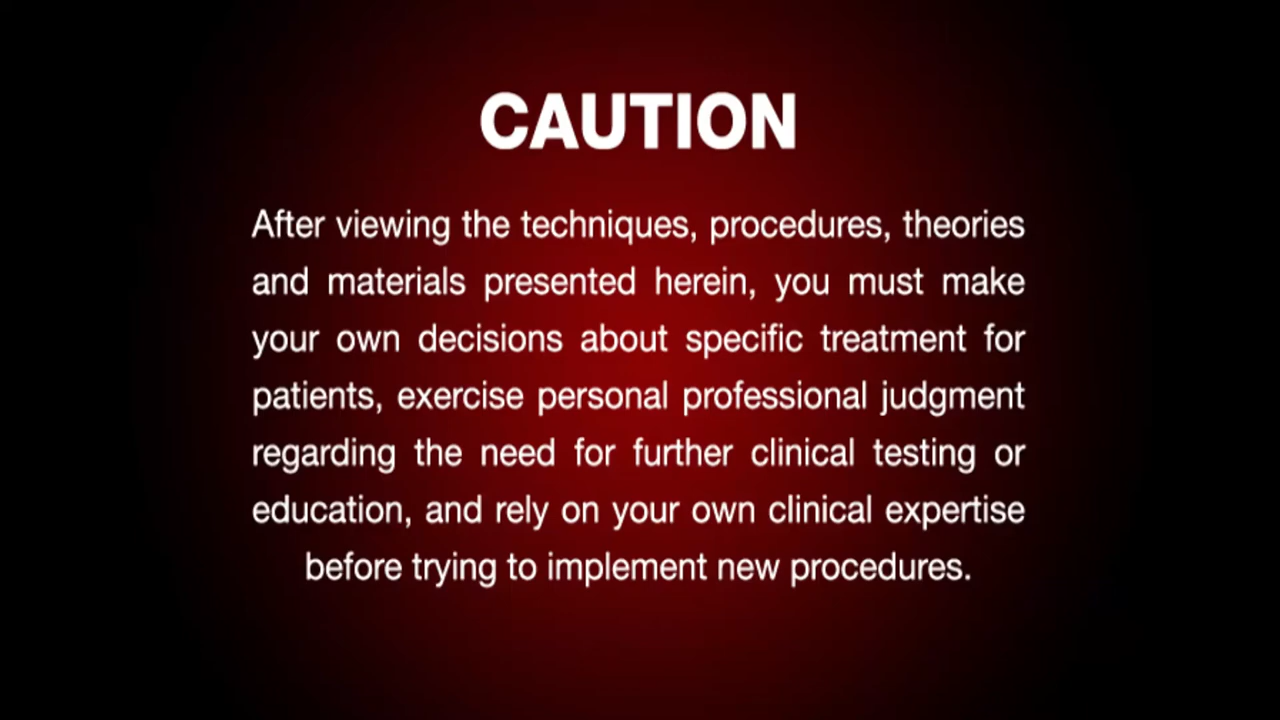 CAUTION
After viewing the techniques, procedures, theories
and materials presented herein, you must make
your own decisions about specific treatment for
patients, exercise personal professional judgment
regarding the need for further clinical testing or
education, and rely on your own clinical expertise
before trying to implement new procedures.